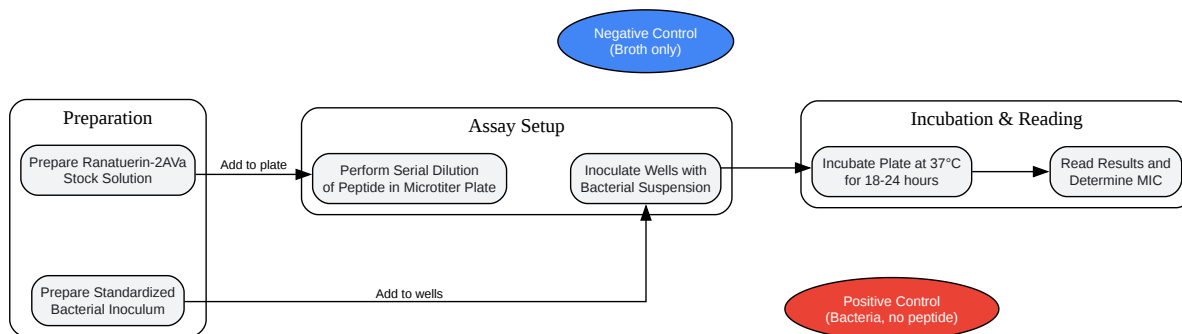 Negative Control
(Broth only)
Preparation
Prepare Ranatuerin-2AVa
Stock Solution
Add to plate
Assay Setup
Perform Serial Dilution
of Peptide in Microtiter Plate
Inoculate Wells with
Bacterial Suspension
Incubation & Reading
Incubate Plate at 37°C
for 18-24 hours
Read Results and
Determine MIC
Prepare Standardized
Bacterial Inoculum
Add to wells
Positive Control
(Bacteria, no peptide)